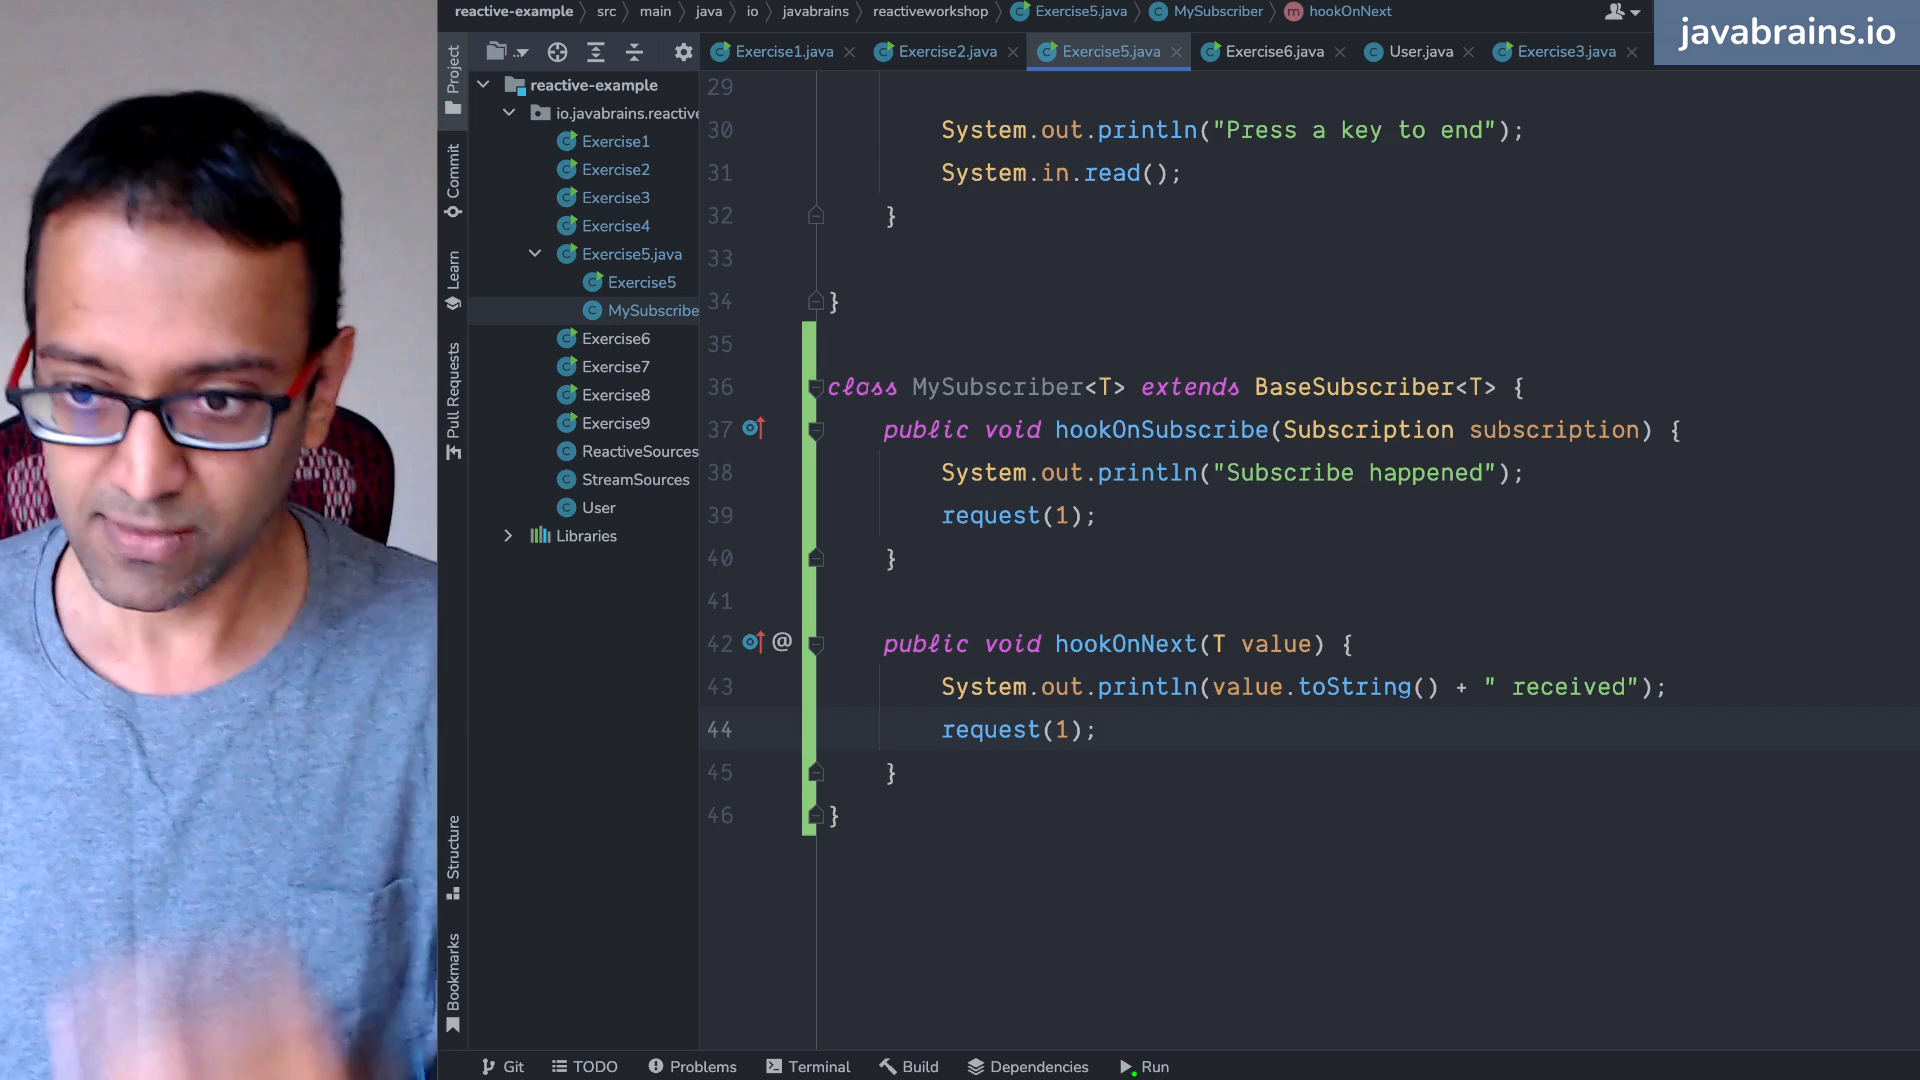 reactive-example src main java io javabrains reactiveworkshop Exercise5.java MySubscriber m hookOnNext
javabrains.io
Exercise1.java Exercise2.java Exercise5.java Exercise6.java User.java Exercise3.java
Project
Commit
Learn
Pull Requests
Structure
Bookmarks
reactive-example
io.javabrains.reactive
Exercise1
Exercise2
Exercise3
Exercise4
Exercise5.java
Exercise5
MySubscribe
Exercise6
Exercise7
Exercise8
Exercise9
ReactiveSources
StreamSources
User
Libraries
29
30 System.out.println("Press a key to end");
31 System.in.read();
32 }
33
34 }
35
36 class MySubscriber<T> extends BaseSubscriber<T> {
37 public void hookOnSubscribe(Subscription subscription) {
38 System.out.println("Subscribe happened");
39 request(1);
40 }
41
42 @ public void hookOnNext(T value) {
43 System.out.println(value.toString() + " received");
44 request(1);
45 }
46 }
Git TODO Problems Terminal Build Dependencies Run